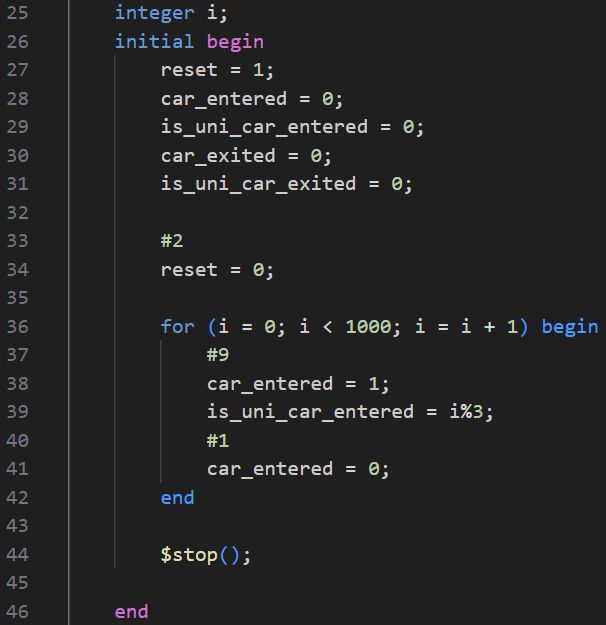 25 integer i;
26 initial begin
27 reset = 1;
28 car_entered = 0;
29 is_uni_car_entered = 0;
30 car_exited = 0;
31 is_uni_car_exited = 0;
32
33 #2
34 reset = 0;
35
36 for (i = 0; i < 1000; i = i + 1) begin
37 #9
38 car_entered = 1;
39 is_uni_car_entered = i%3;
40 #1
41 car_entered = 0;
42 end
43
44 $stop();
45
46 end